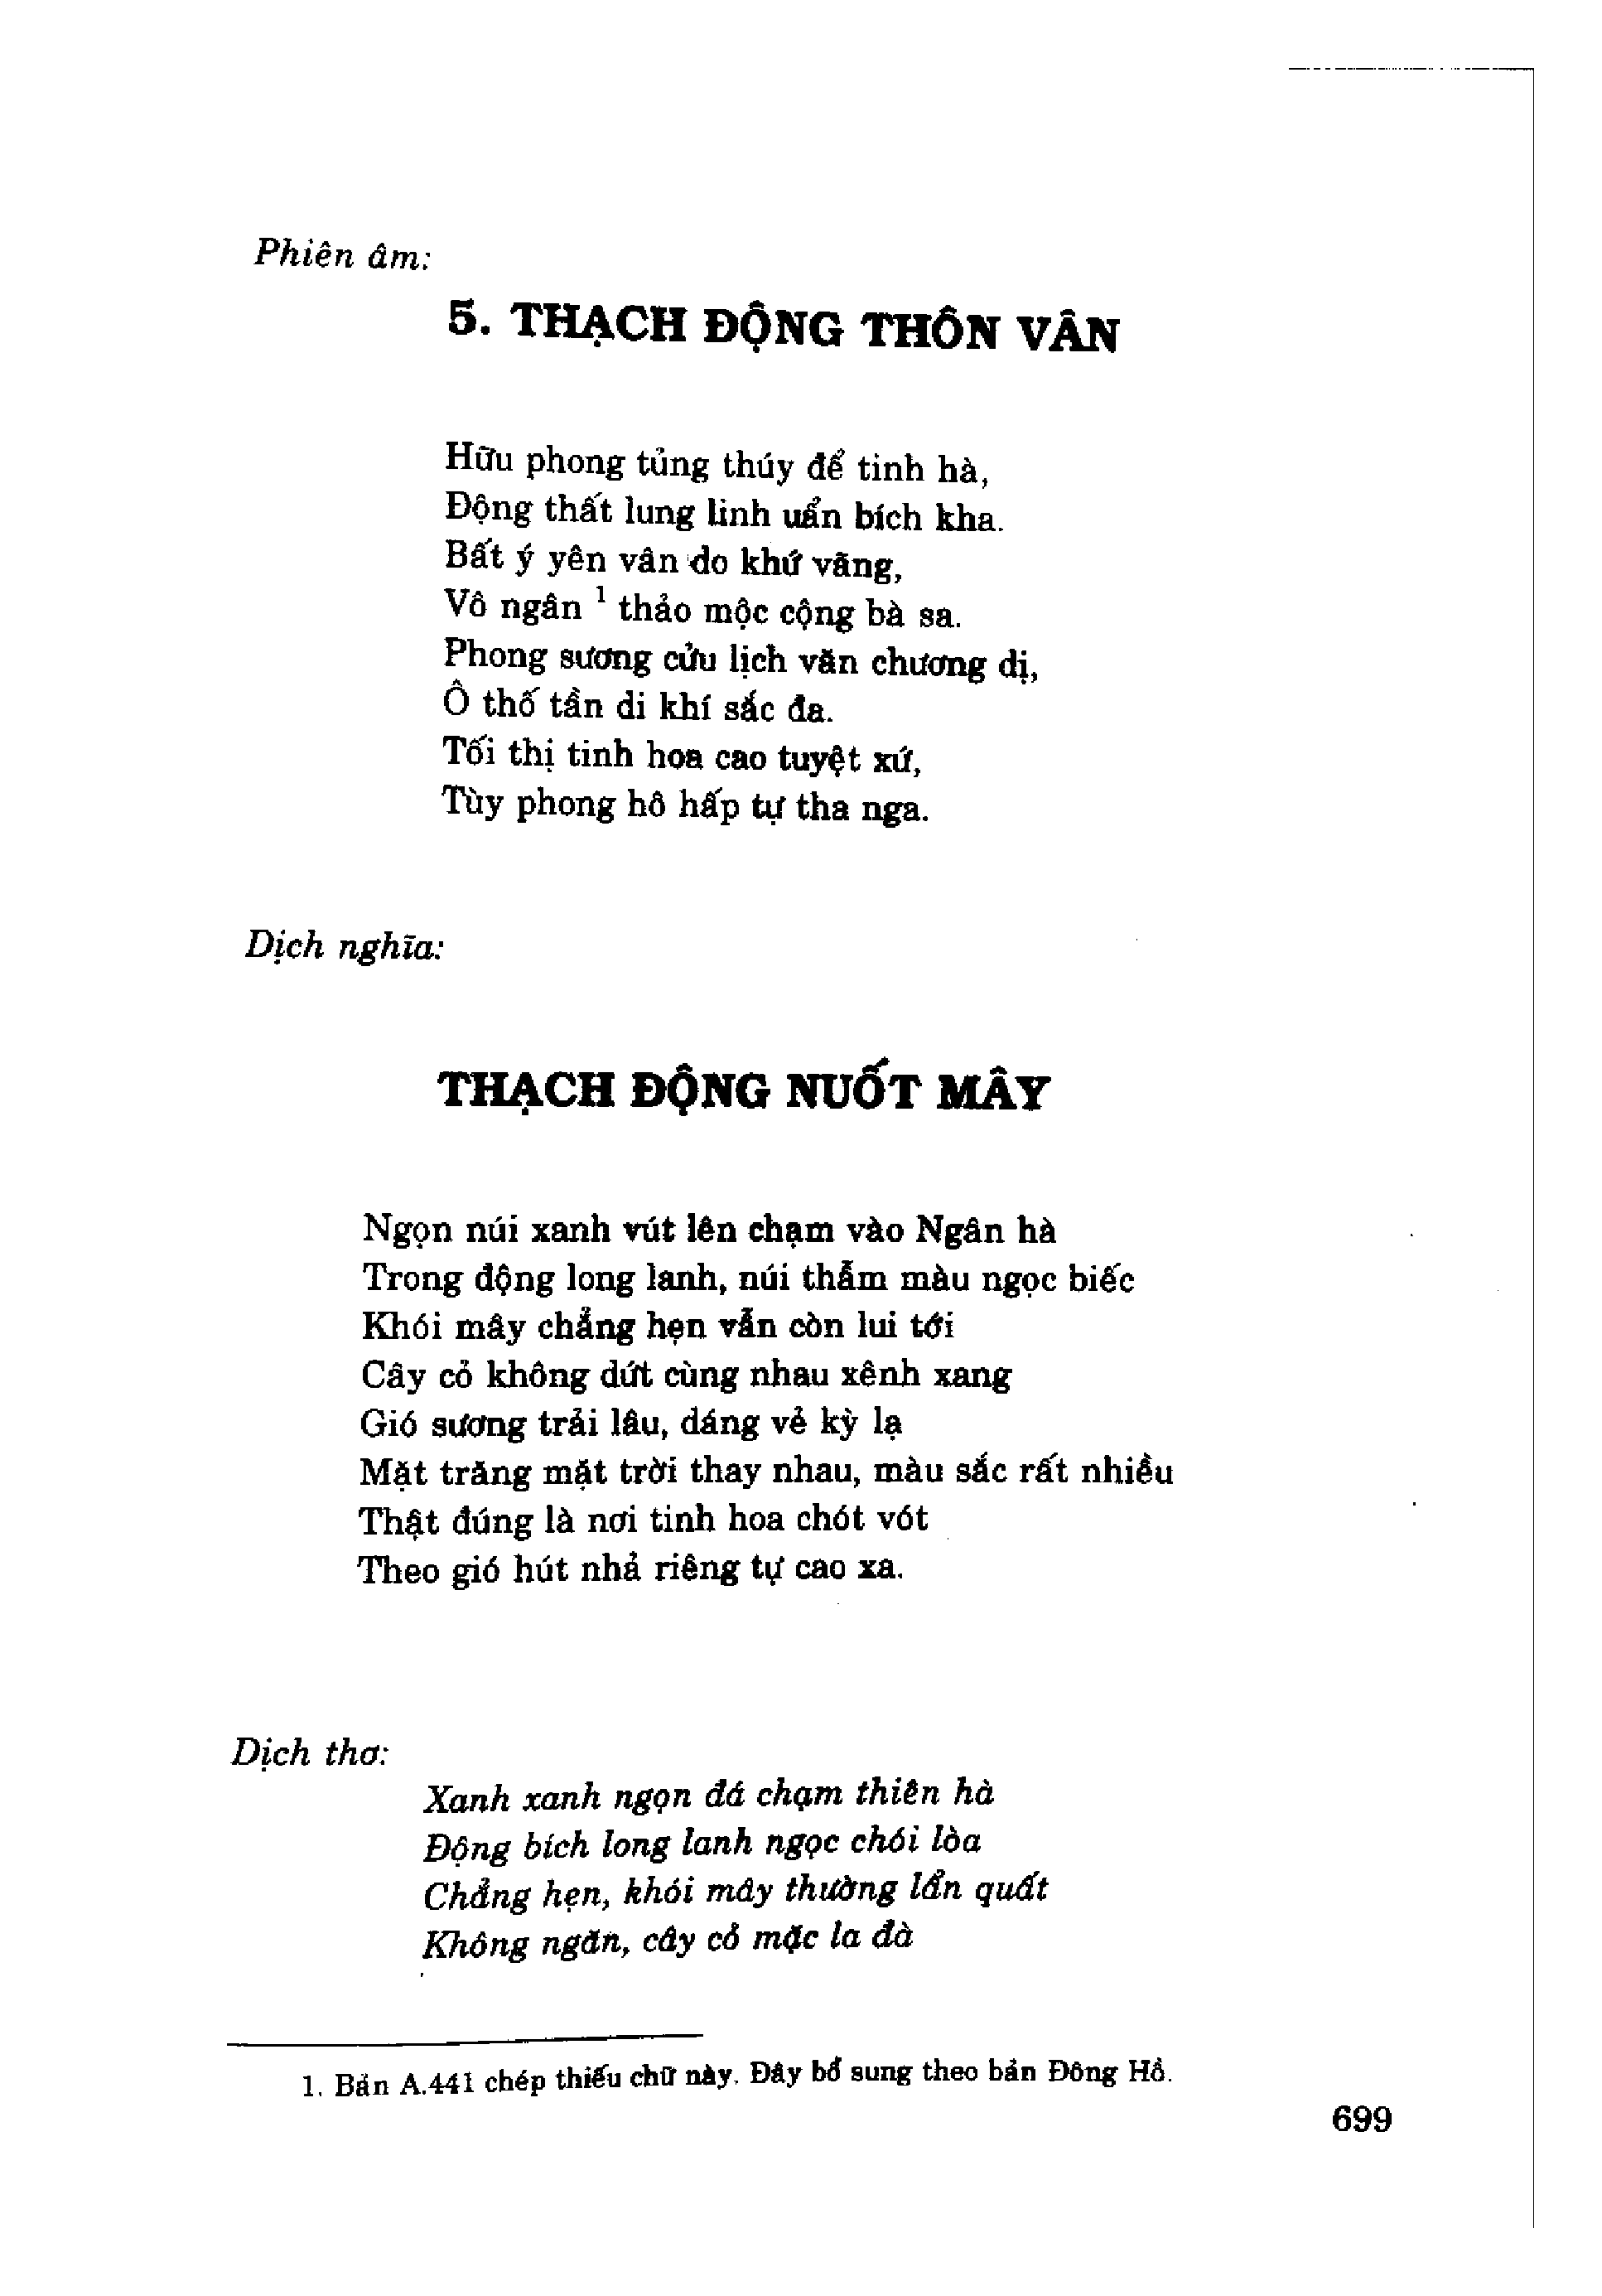 Phiên âm:
5. THẠCH ĐỘNG THÔN VÂN
Hữu phong tủng thúy để tinh hà,
Động thất lung linh uẩn bích kha.
Bất ý yên vân do khứ vãng,
Vô ngân ¹ thảo mộc cộng bà sa.
Phong sương cửu lịch văn chương dị,
Ô thố tần di khí sắc đa.
Tối thị tinh hoa cao tuyệt xứ,
Tùy phong hô hấp tự tha nga.
Dịch nghĩa:
THẠCH ĐỘNG NUỐT MÂY
Ngọn núi xanh vút lên chạm vào Ngân hà
Trong động long lanh, núi thẫm màu ngọc biếc
Khói mây chẳng hẹn vẫn còn lui tới
Cây cỏ không dứt cùng nhau xênh xang
Gió sương trải lâu, dáng vẻ kỳ lạ
Mặt trăng mặt trời thay nhau, màu sắc rất nhiều
Thật đúng là nơi tinh hoa chót vót
Theo gió hút nhả riêng tự cao xa.
Dịch thơ:
Xanh xanh ngọn đá chạm thiên hà
Động bích long lanh ngọc chói lòa
Chẳng hẹn, khói mây thường lẩn quất
Không ngăn, cây cỏ mặc la đà
1. Bản A.441 chép thiếu chữ này. Đây bổ sung theo bản Đông Hồ.
699